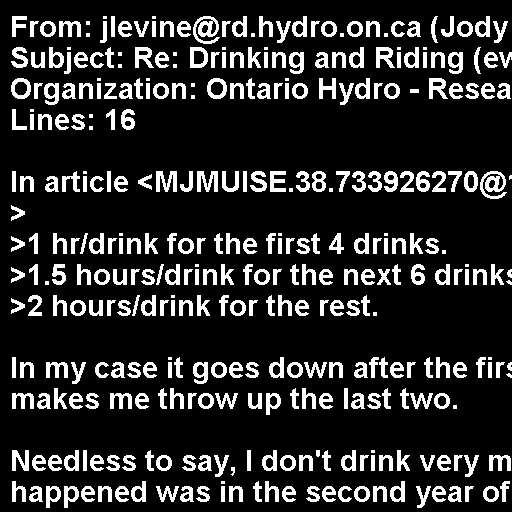 From: jlevine@rd.hydro.on.ca (Jody
Subject: Re: Drinking and Riding (ev
Organization: Ontario Hydro - Resea
Lines: 16

In article <MJMUISE.38.733926270@
>
>1 hr/drink for the first 4 drinks.
>1.5 hours/drink for the next 6 drinks
>2 hours/drink for the rest.

In my case it goes down after the firs
makes me throw up the last two.

Needless to say, I don't drink very m
happened was in the second year of